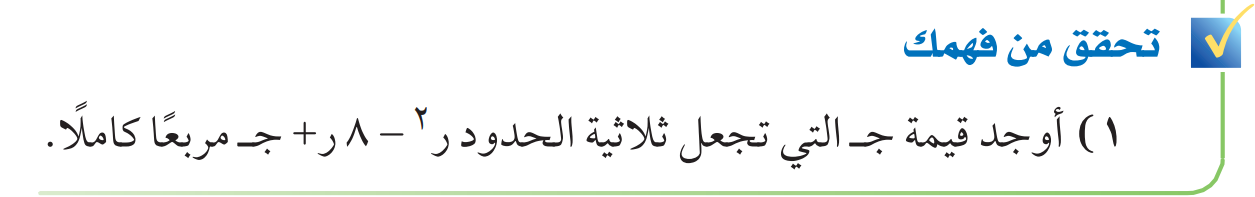 تحقق من فهمك
١) أوجد قيمة جـ التي تجعل ثلاثية الحدود ر٢ – ٨ ر + جـ مربعًا كاملًا.